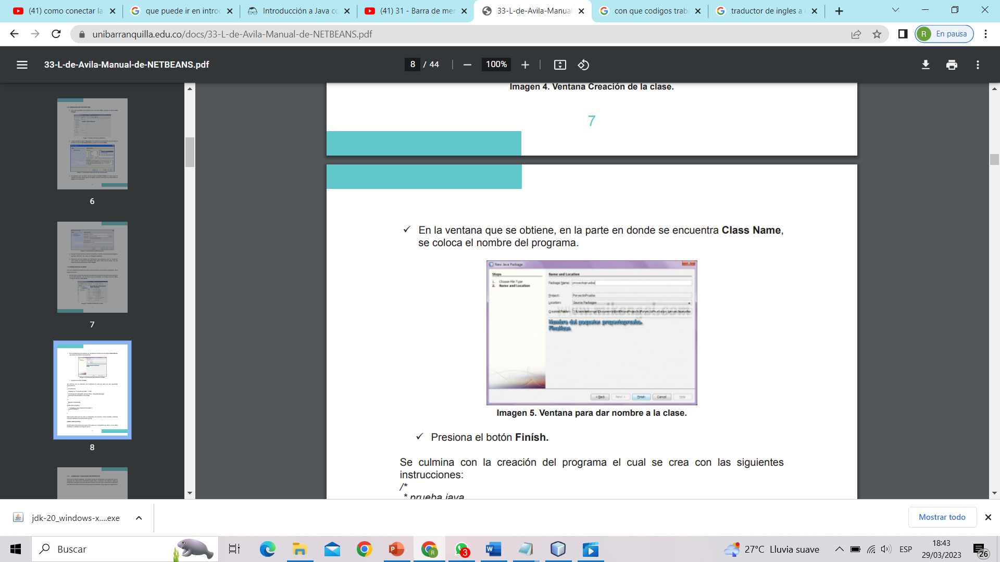 (41) como conectar la
que puede ir en introc
Introducción a Java co
(41) 31 - Barra de mer
33-L-de-Avila-Manual
con que codigos trab
traductor de ingles a e
unibarranquilla.edu.co/docs/33-L-de-Avila-Manual-de-NETBEANS.pdf
R En pausa
33-L-de-Avila-Manual-de-NETBEANS.pdf
8 / 44
100%
6
7
8
Imagen 4. Ventana Creación de la clase.
7
✓ En la ventana que se obtiene, en la parte en donde se encuentra Class Name,
se coloca el nombre del programa.
New Java Package
Steps
1. Choose File Type
2. Name and Location
Name and Location
Package Name: proyectoprueba
Project: PoryectoPrueba
Location: Source Packages
Created Folder:
Nombre del paquete: proyectoprueba.
Finalizar.
< Back
Next >
Finish
Cancel
Help
Imagen 5. Ventana para dar nombre a la clase.
✓ Presiona el botón Finísh.
Se culmina con la creación del programa el cual se crea con las siguientes
instrucciones:
/*
* prueba.java
jdk-20_windows-x....exe
Mostrar todo
Buscar
3
27°C Lluvia suave
ESP
18:43
29/03/2023
26